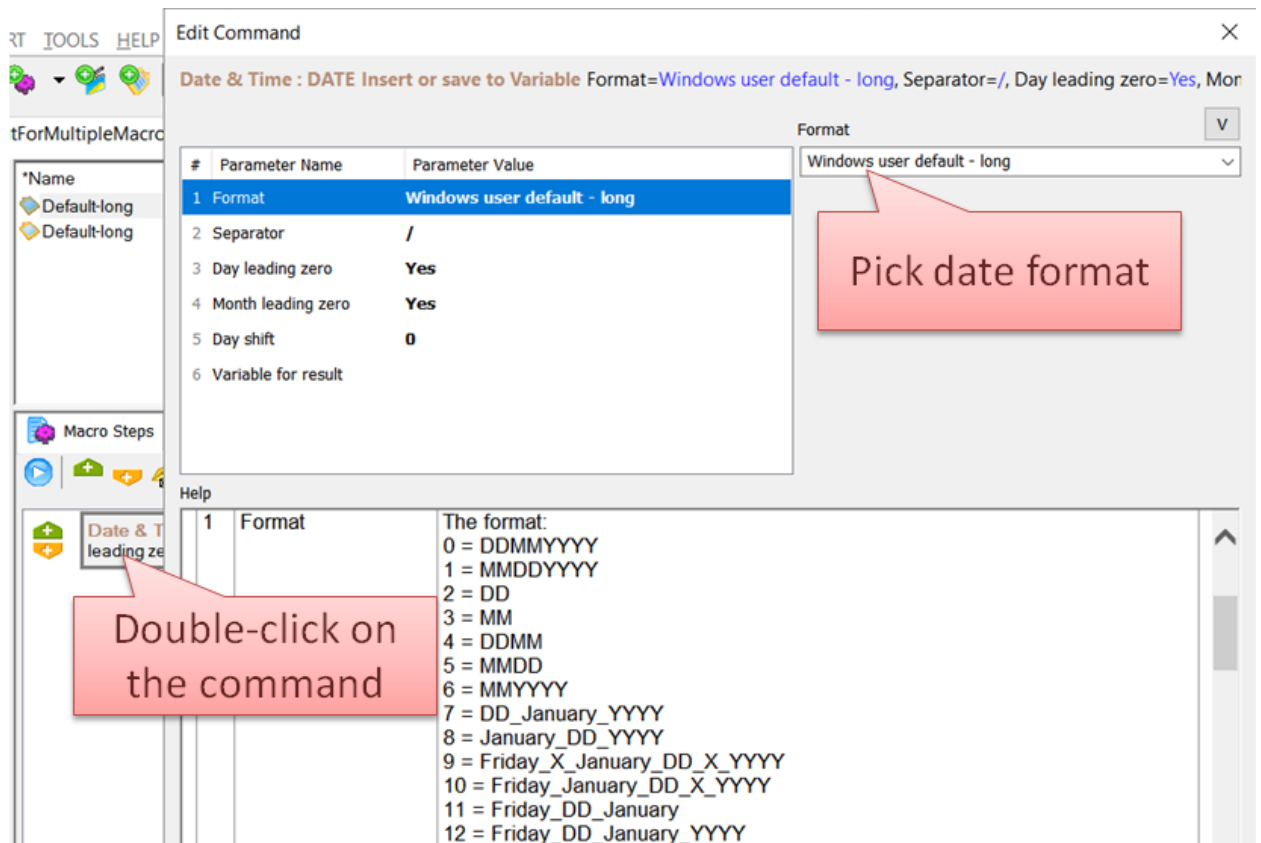 RT TOOLS HELP
Edit Command
Date & Time : DATE Insert or save to Variable Format=Windows user default - long, Separator=/, Day leading zero=Yes, Mon
tForMultipleMacro
Format
V
*Name
Default-long
Default-long
# Parameter Name Parameter Value
1 Format Windows user default - long
2 Separator /
3 Day leading zero Yes
4 Month leading zero Yes
5 Day shift 0
6 Variable for result
Windows user default - long
Pick date format
Macro Steps
Help
Date & T
leading ze
Double-click on
the command
1 Format The format:
0 = DDMMYYYY
1 = MMDDYYYY
2 = DD
3 = MM
4 = DDMM
5 = MMDD
6 = MMYYYY
7 = DD_January_YYYY
8 = January_DD_YYYY
9 = Friday_X_January_DD_X_YYYY
10 = Friday_January_DD_X_YYYY
11 = Friday_DD_January
12 = Friday_DD_January_YYYY